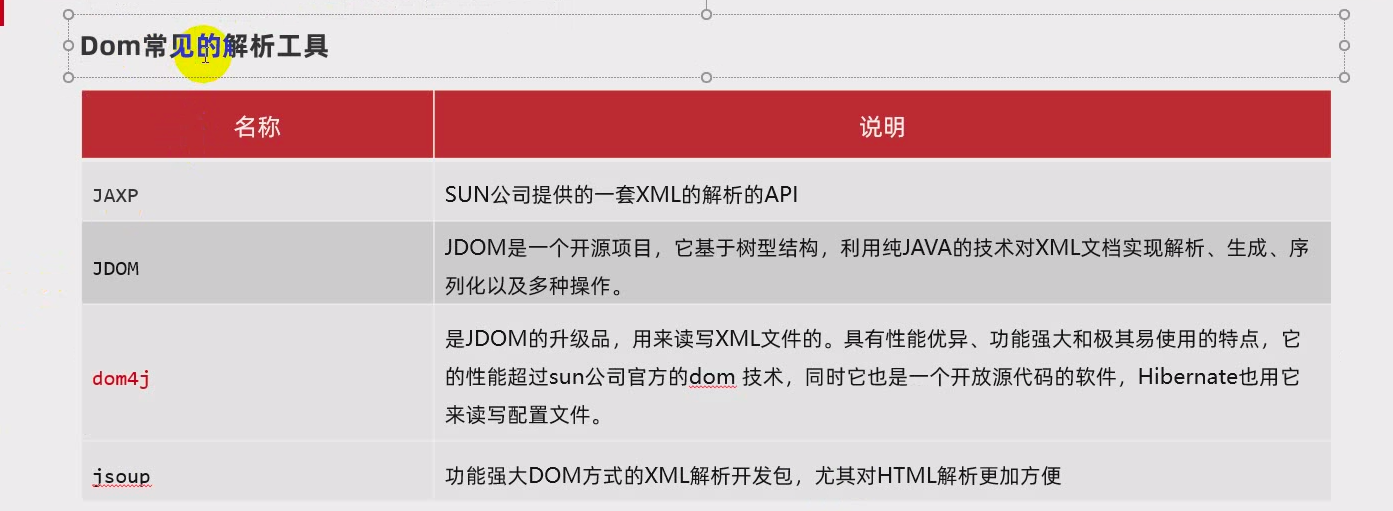 Dom常见的解析工具
名称 说明
JAXP SUN公司提供的一套XML的解析的API
JDOM JDOM是一个开源项目，它基于树型结构，利用纯JAVA的技术对XML文档实现解析、生成、序
列化以及多种操作。
dom4j 是JDOM的升级品，用来读写XML文件的。具有性能优异、功能强大和极其易使用的特点，它
的性能超过sun公司官方的dom 技术，同时它也是一个开放源代码的软件，Hibernate也用它
来读写配置文件。
jsoup 功能强大DOM方式的XML解析开发包，尤其对HTML解析更加方便